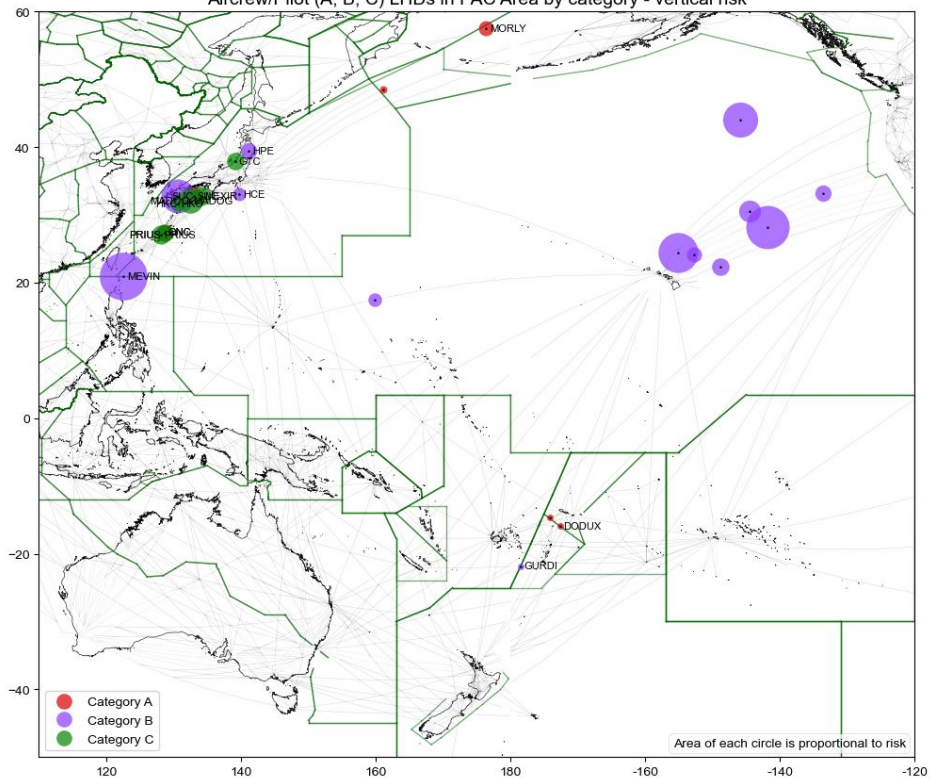 Aircrew/Pilot (A, B, C) LHDs in PAC Area by category - vertical risk
60
MORLY
40
HPE
GTC
HCE
MADOG
20
MEVIN
0
DODUX
-20
GURDI
-40
Category A
Category B
Category C
Area of each circle is proportional to risk
120
140
160
180
-160
-140
-120